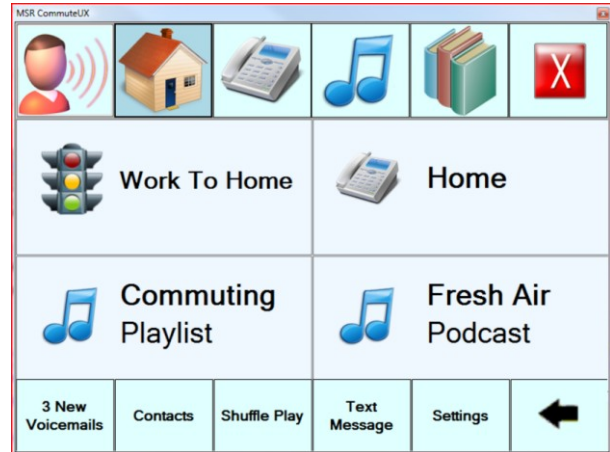 MSR CommuteUX
X
Work To Home
Home
Commuting
Playlist
Fresh Air
Podcast
3 New
Voicemails
Contacts
Shuffle Play
Text
Message
Settings